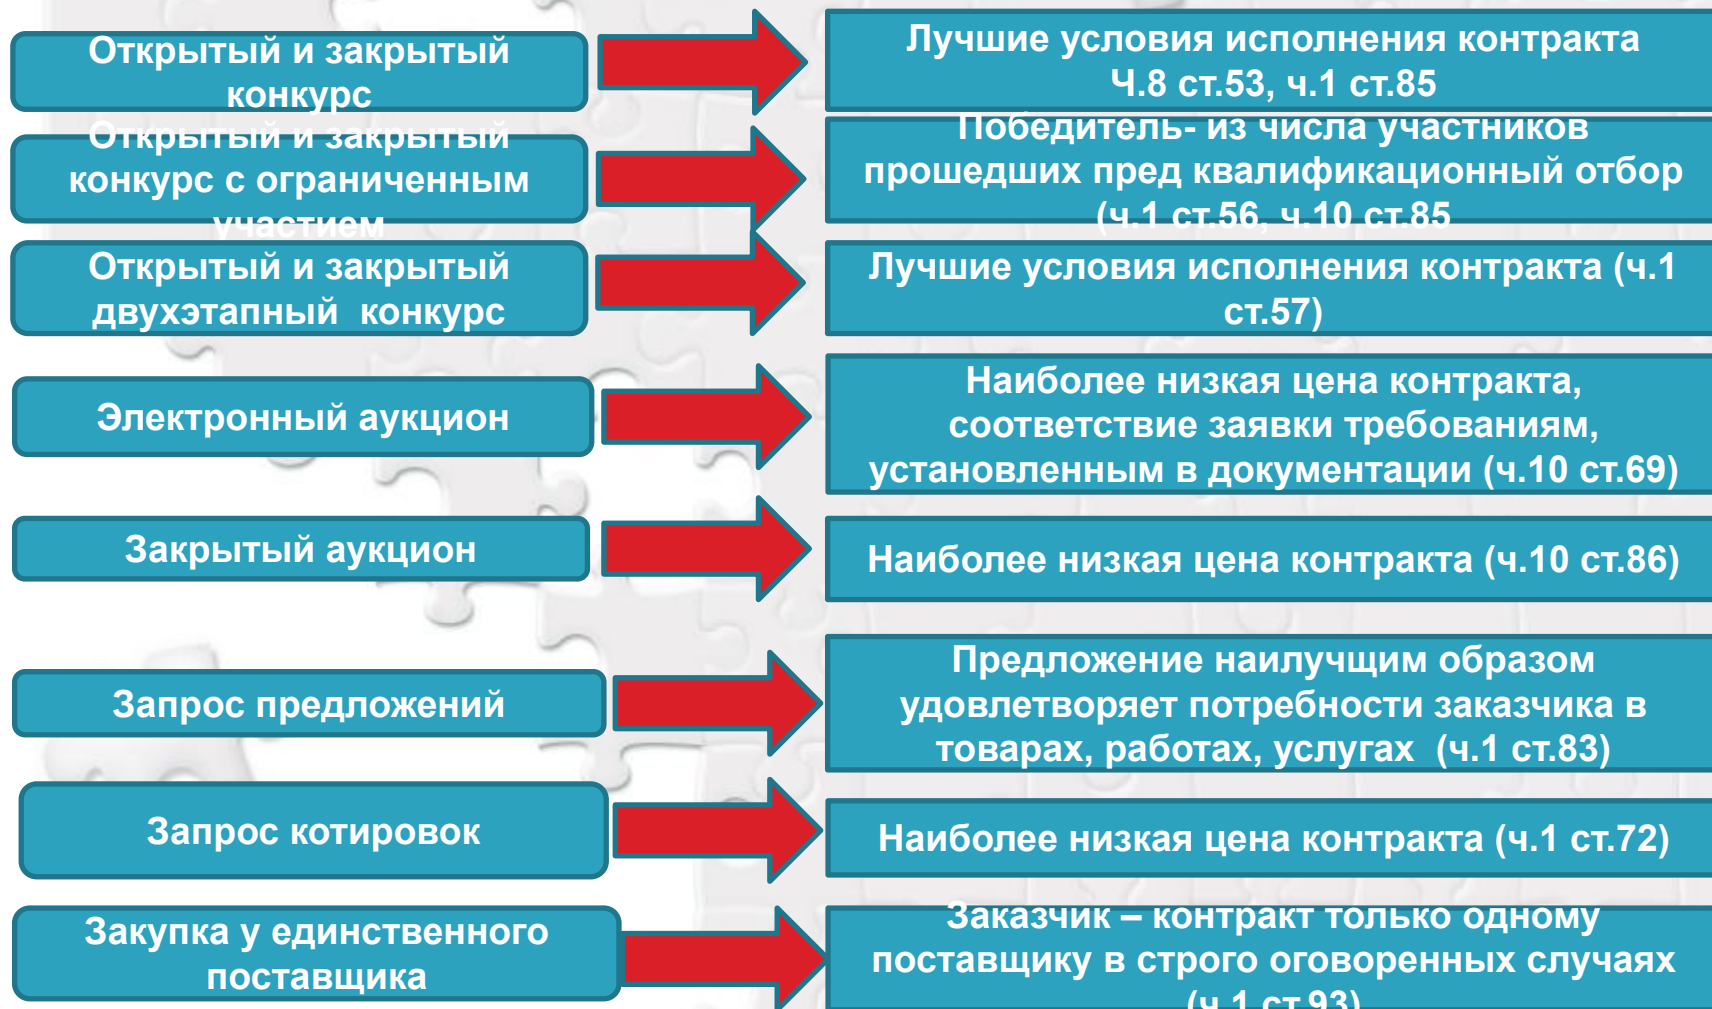 Открытый и закрытый
конкурс
Лучшие условия исполнения контракта
Ч.8 ст.53, ч.1 ст.85
Открытый и закрытый
конкурс с ограниченным
участием
Победитель- из числа участников
прошедших пред квалификационный отбор
(ч.1 ст.56, ч.10 ст.85
Открытый и закрытый
двухэтапный конкурс
Лучшие условия исполнения контракта (ч.1
ст.57)
Электронный аукцион
Наиболее низкая цена контракта,
соответствие заявки требованиям,
установленным в документации (ч.10 ст.69)
Закрытый аукцион
Наиболее низкая цена контракта (ч.10 ст.86)
Запрос предложений
Предложение наилучщим образом
удовлетворяет потребности заказчика в
товарах, работах, услугах (ч.1 ст.83)
Запрос котировок
Наиболее низкая цена контракта (ч.1 ст.72)
Закупка у единственного
поставщика
Заказчик – контракт только одному
поставщику в строго оговоренных случаях
(ч.1 ст.93)